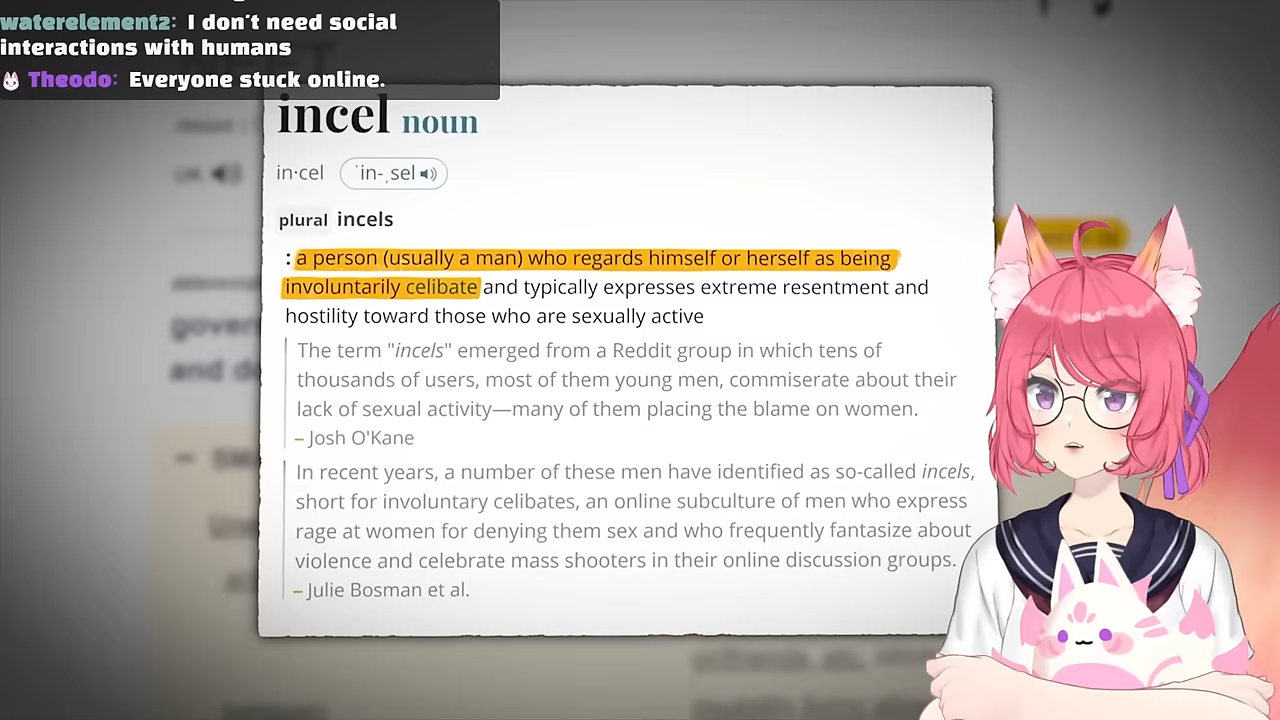 waterelement2: I don't need social
interactions with humans
Theodo: Everyone stuck online.
incel noun
in·cel ˈin-ˌsel
plural incels
: a person (usually a man) who regards himself or herself as being
involuntarily celibate and typically expresses extreme resentment and
hostility toward those who are sexually active
The term "incels" emerged from a Reddit group in which tens of
thousands of users, most of them young men, commiserate about their
lack of sexual activity—many of them placing the blame on women.
– Josh O'Kane
In recent years, a number of these men have identified as so-called incels,
short for involuntary celibates, an online subculture of men who express
rage at women for denying them sex and who frequently fantasize about
violence and celebrate mass shooters in their online discussion groups.
– Julie Bosman et al.